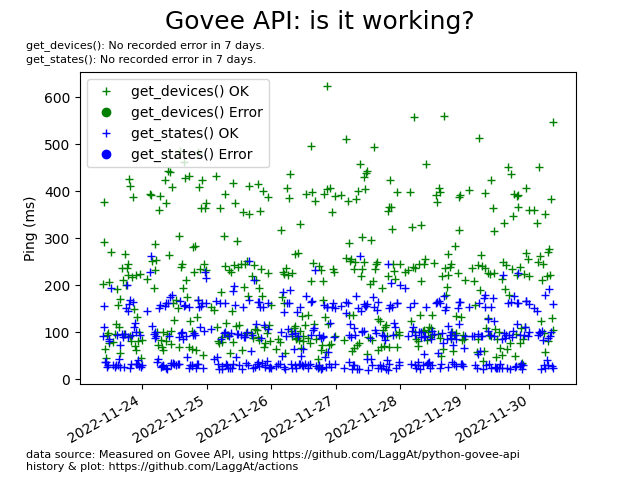 Govee API: is it working?
get_devices(): No recorded error in 7 days.
get_states(): No recorded error in 7 days.
get_devices() OK
get_devices() Error
get_states() OK
get_states() Error
Ping (ms)
600
500
400
300
200
100
0
2022-11-24
2022-11-25
2022-11-26
2022-11-27
2022-11-28
2022-11-29
2022-11-30
data source: Measured on Govee API, using https://github.com/LaggAt/python-govee-api
history & plot: https://github.com/LaggAt/actions